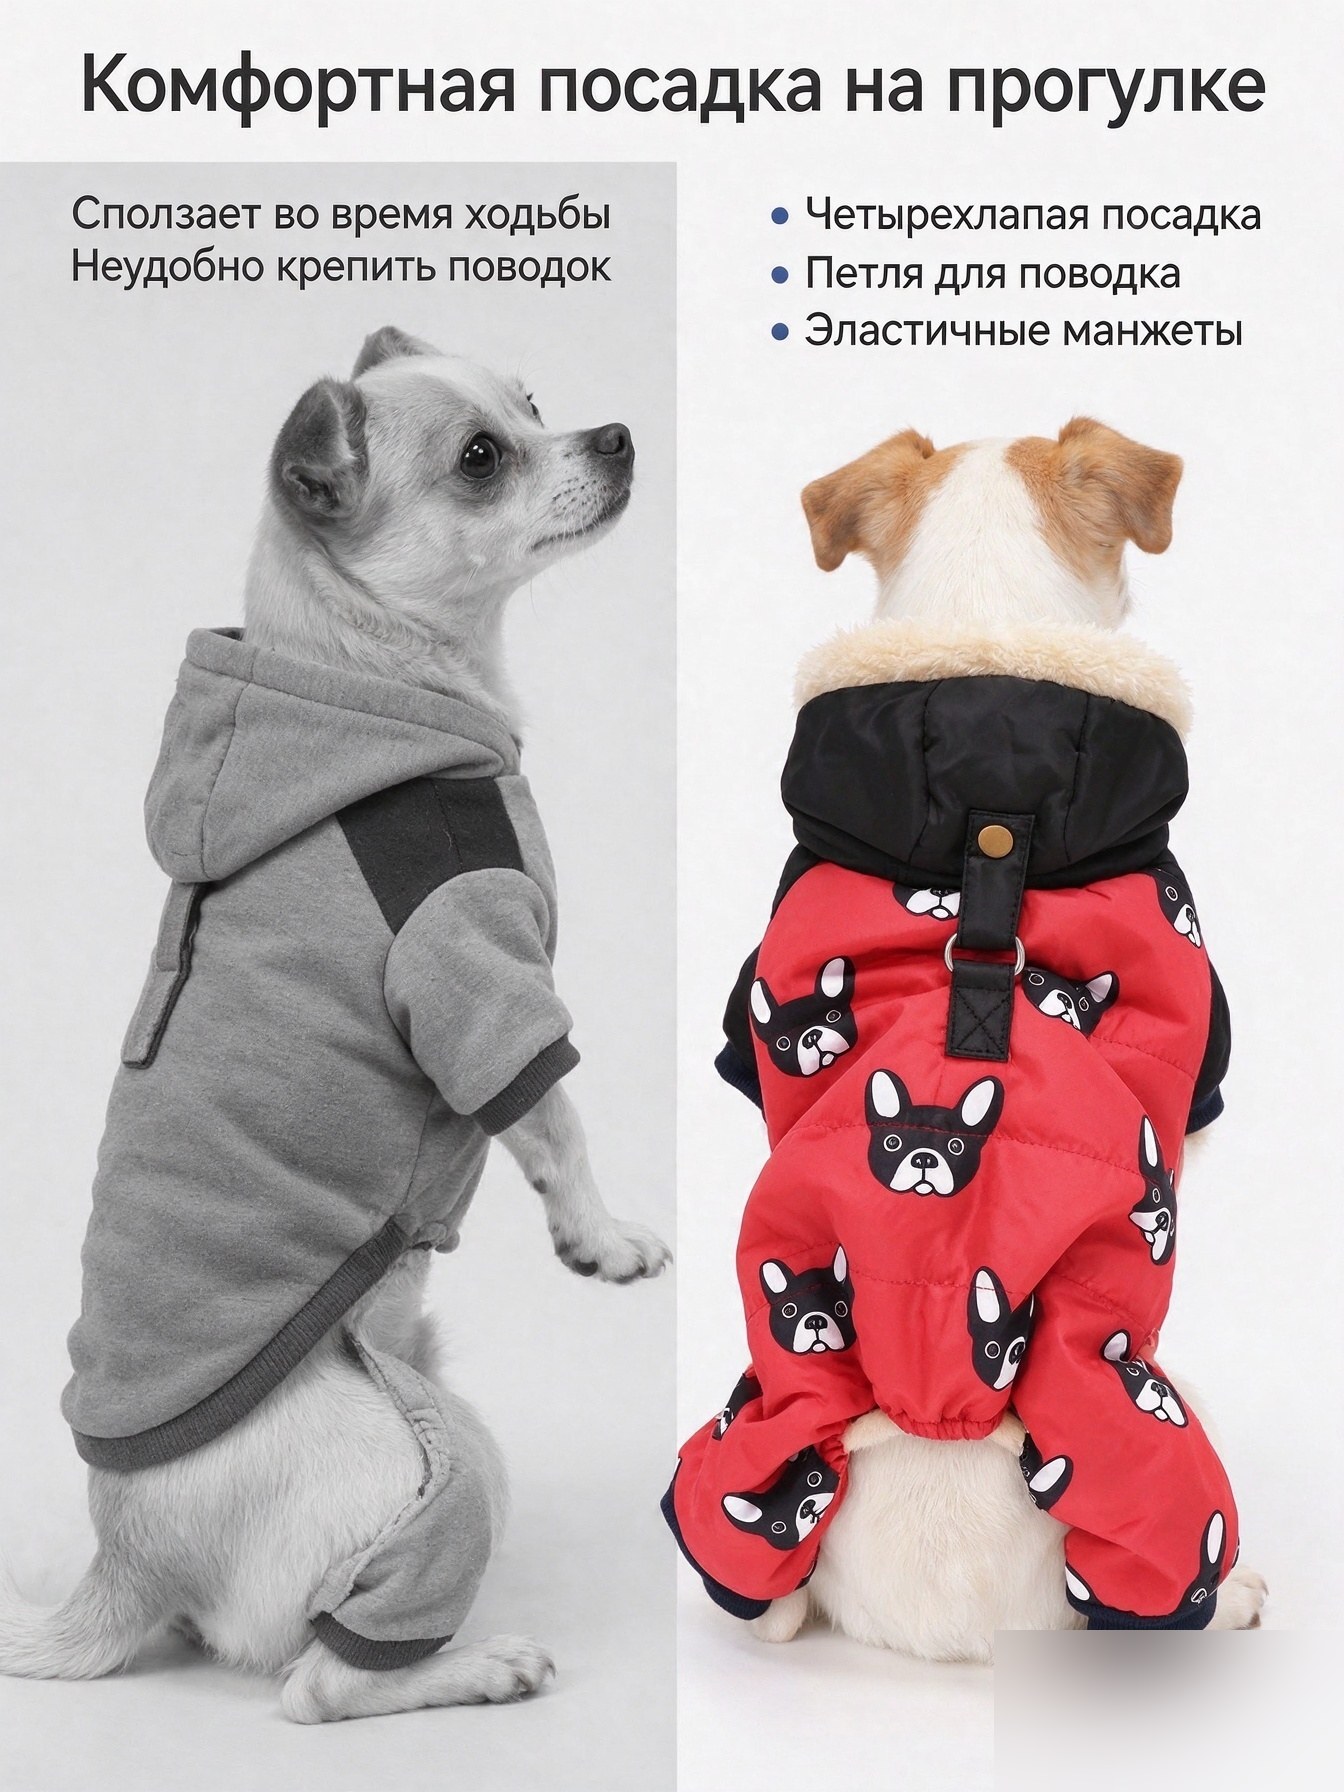 Комфортная посадка на прогулке
Сползает во время ходьбы
Неудобно крепить поводок
Четырехлапая посадка
Петля для поводка
Эластичные манжеты